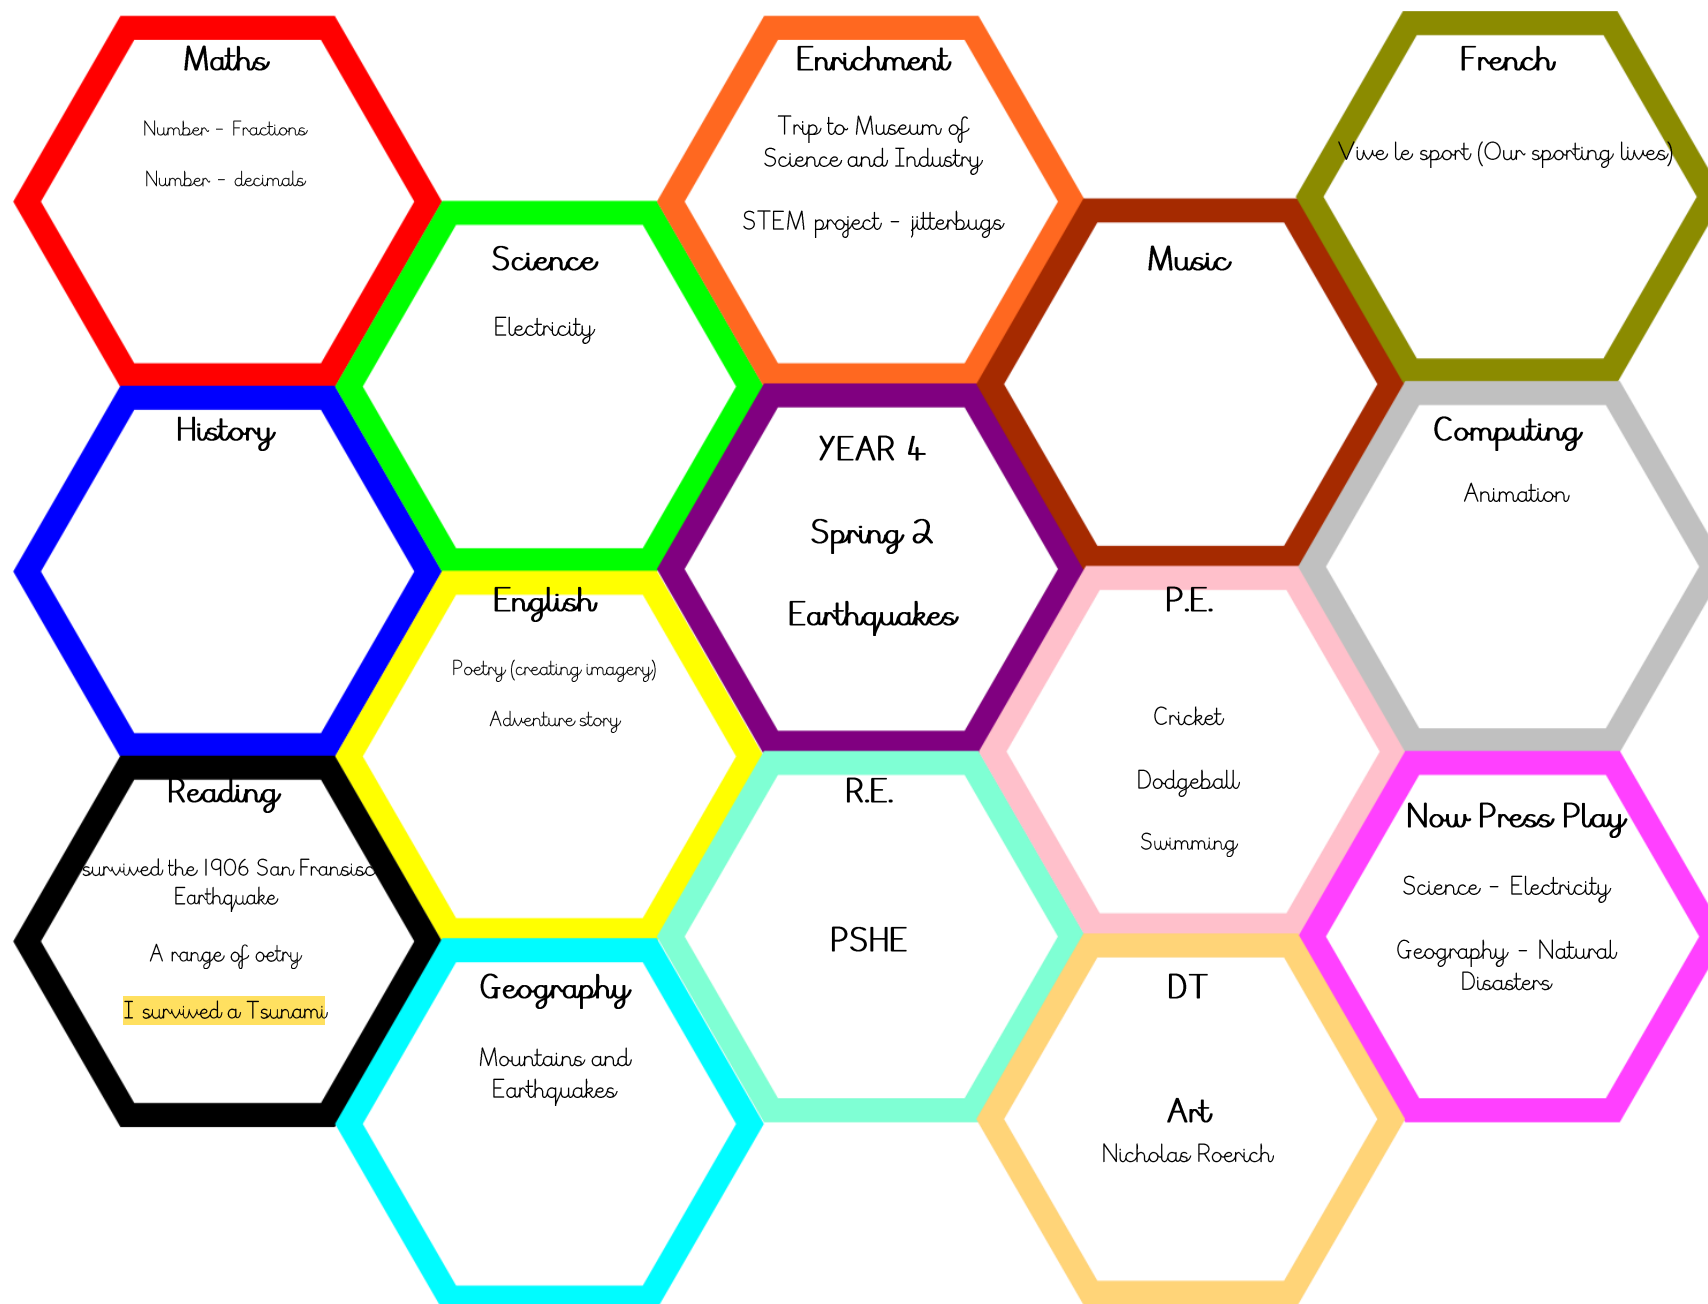 Maths
Number - Fractions
Number - decimals
Enrichment
Trip to Museum of
Science and Industry
STEM project - jitterbugs
French
Vive le sport (Our sporting lives)
Science
Electricity
Music
History
YEAR 4
Spring 2
Earthquakes
Computing
Animation
English
Poetry (creating imagery)
Adventure story
P.E.
Cricket
Dodgeball
Swimming
Reading
survived the 1906 San Fransisc
Earthquake
A range of oetry
I survived a Tsunami
R.E.
PSHE
Now Press Play
Science - Electricity
Geography - Natural
Disasters
Geography
Mountains and
Earthquakes
DT
Art
Nicholas Roerich